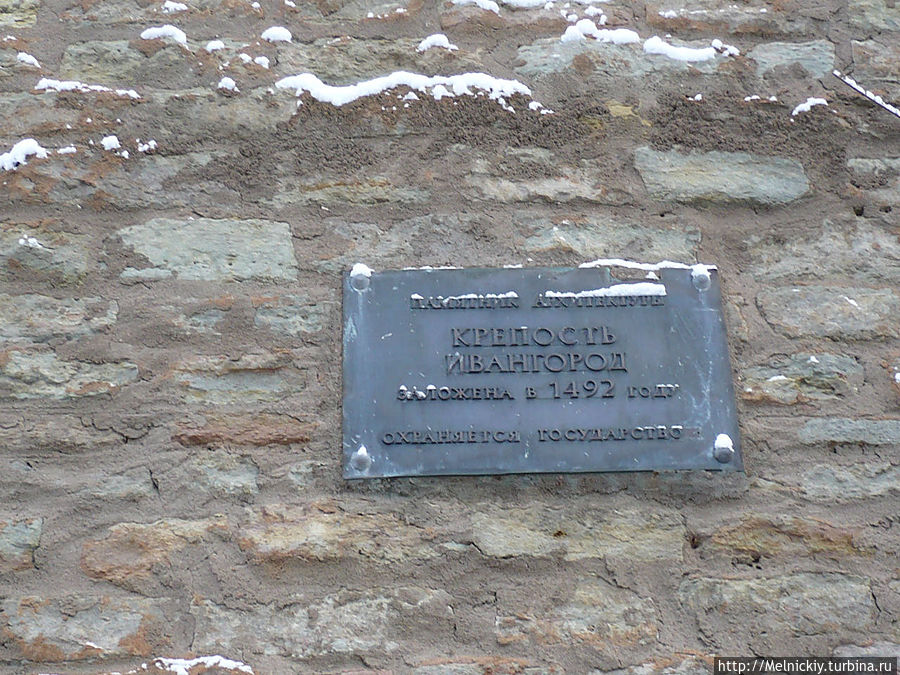 ПАМЯТНИК АРХИТЕКТУРЫ
КРЕПОСТЬ
ИВАНГОРОД
ЗАЛОЖЕНА В 1492 ГОДУ
ОХРАНЯЕТСЯ ГОСУДАРСТВОМ
http://Melnickiy@turbina.ru